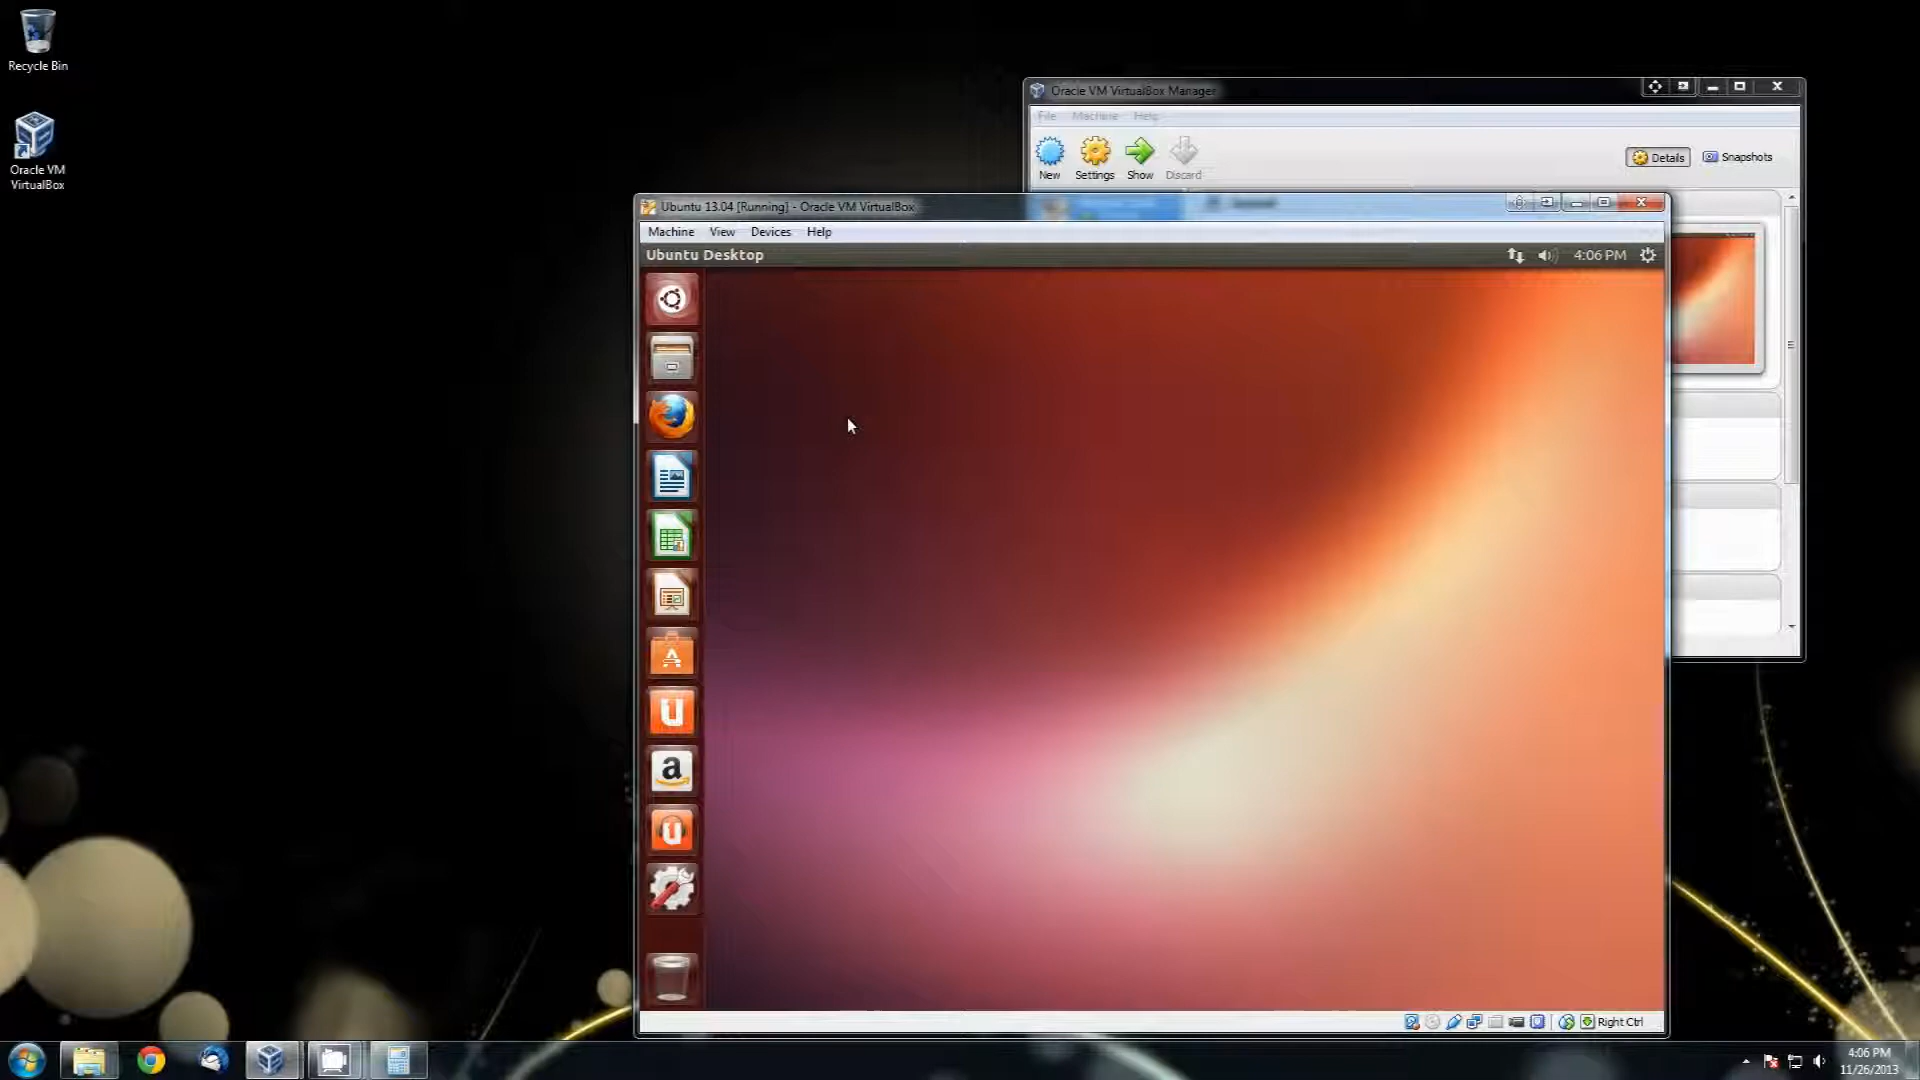 Recycle Bin
Oracle VM
VirtualBox
Oracle VM VirtualBox Manager
File Machine Help
New Settings Show Discard
Details Snapshots
Ubuntu 13.04 [Running] - Oracle VM VirtualBox
Machine View Devices Help
Ubuntu Desktop
4:06 PM
Right Ctrl
4:06 PM
11/26/2013